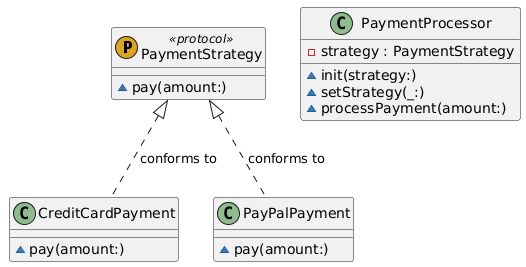 P
«protocol»
PaymentStrategy
pay(amount:)
C
PaymentProcessor
strategy : PaymentStrategy
init(strategy:)
setStrategy(_:)
processPayment(amount:)
conforms to
conforms to
C
CreditCardPayment
pay(amount:)
C
PayPalPayment
pay(amount:)